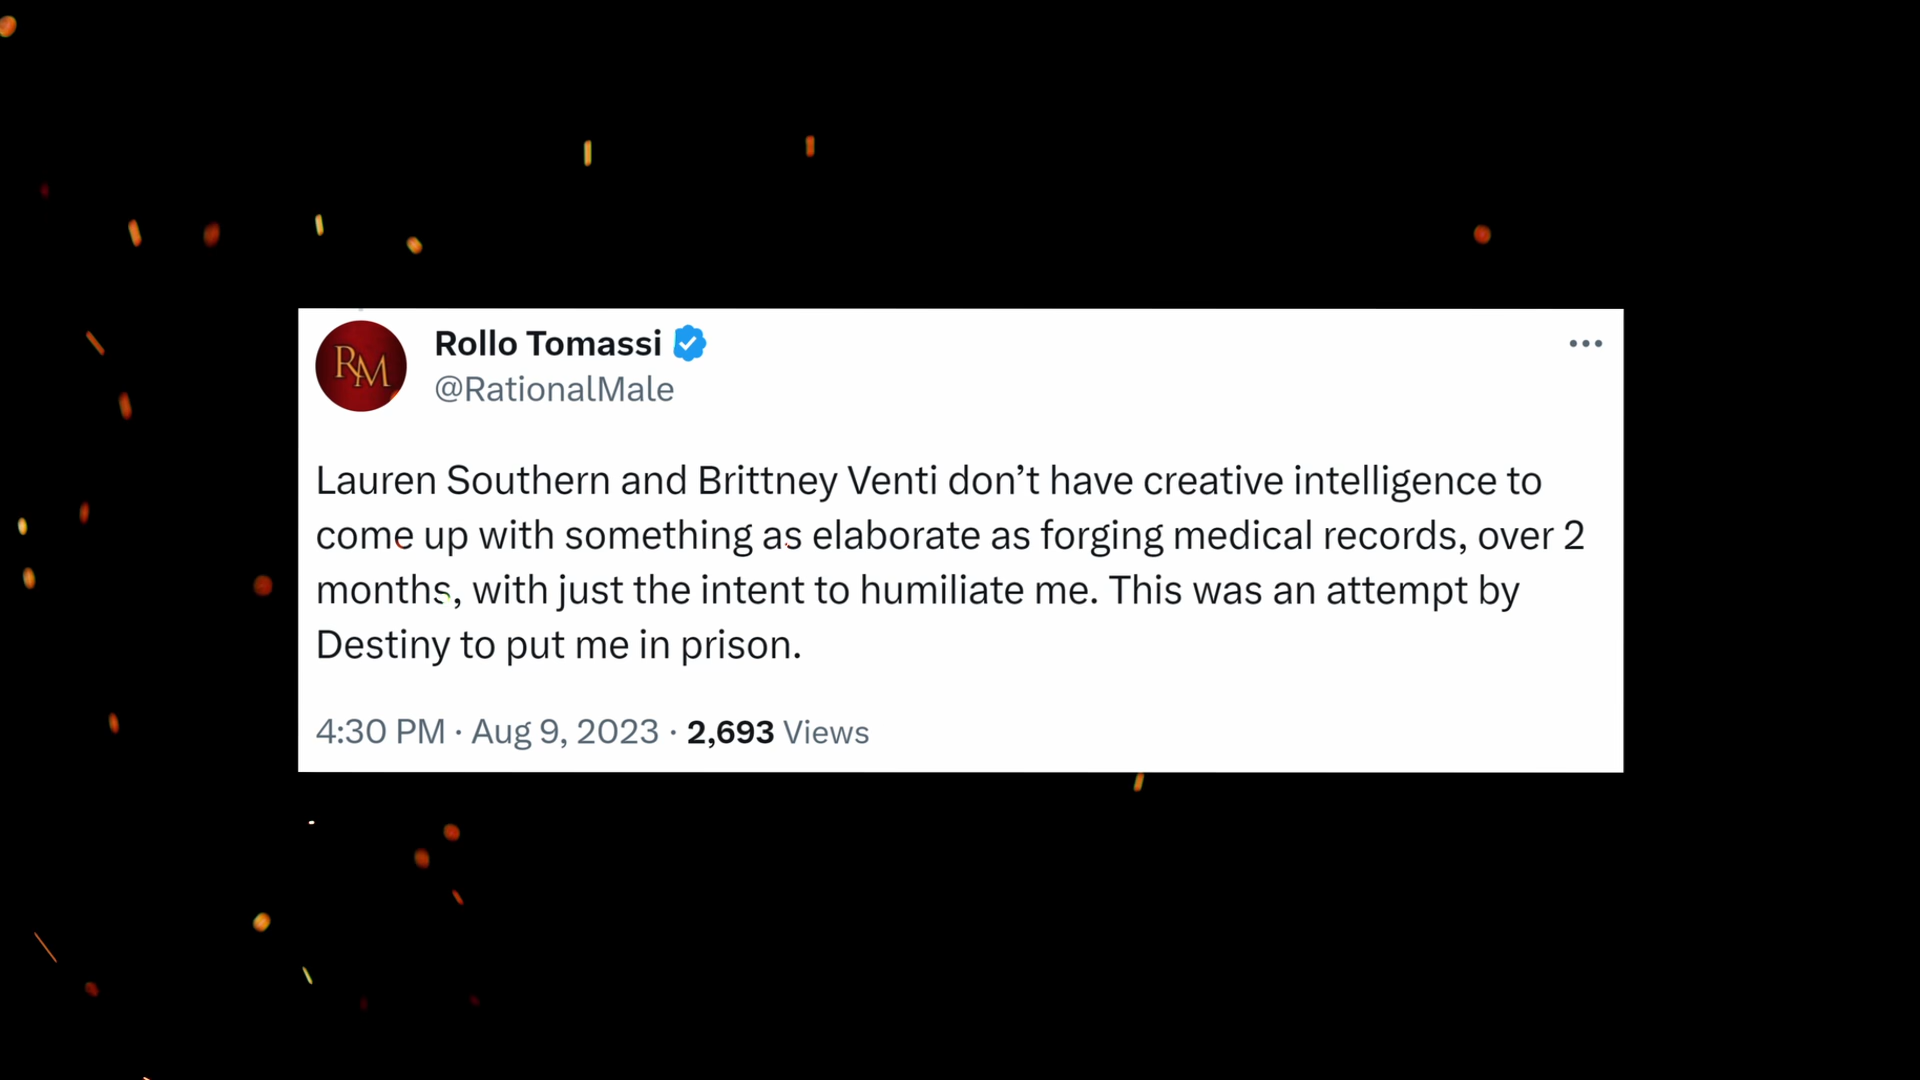 RM
Rollo Tomassi
@RationalMale
Lauren Southern and Brittney Venti don’t have creative intelligence to
come up with something as elaborate as forging medical records, over 2
months, with just the intent to humiliate me. This was an attempt by
Destiny to put me in prison.
4:30 PM · Aug 9, 2023 · 2,693 Views